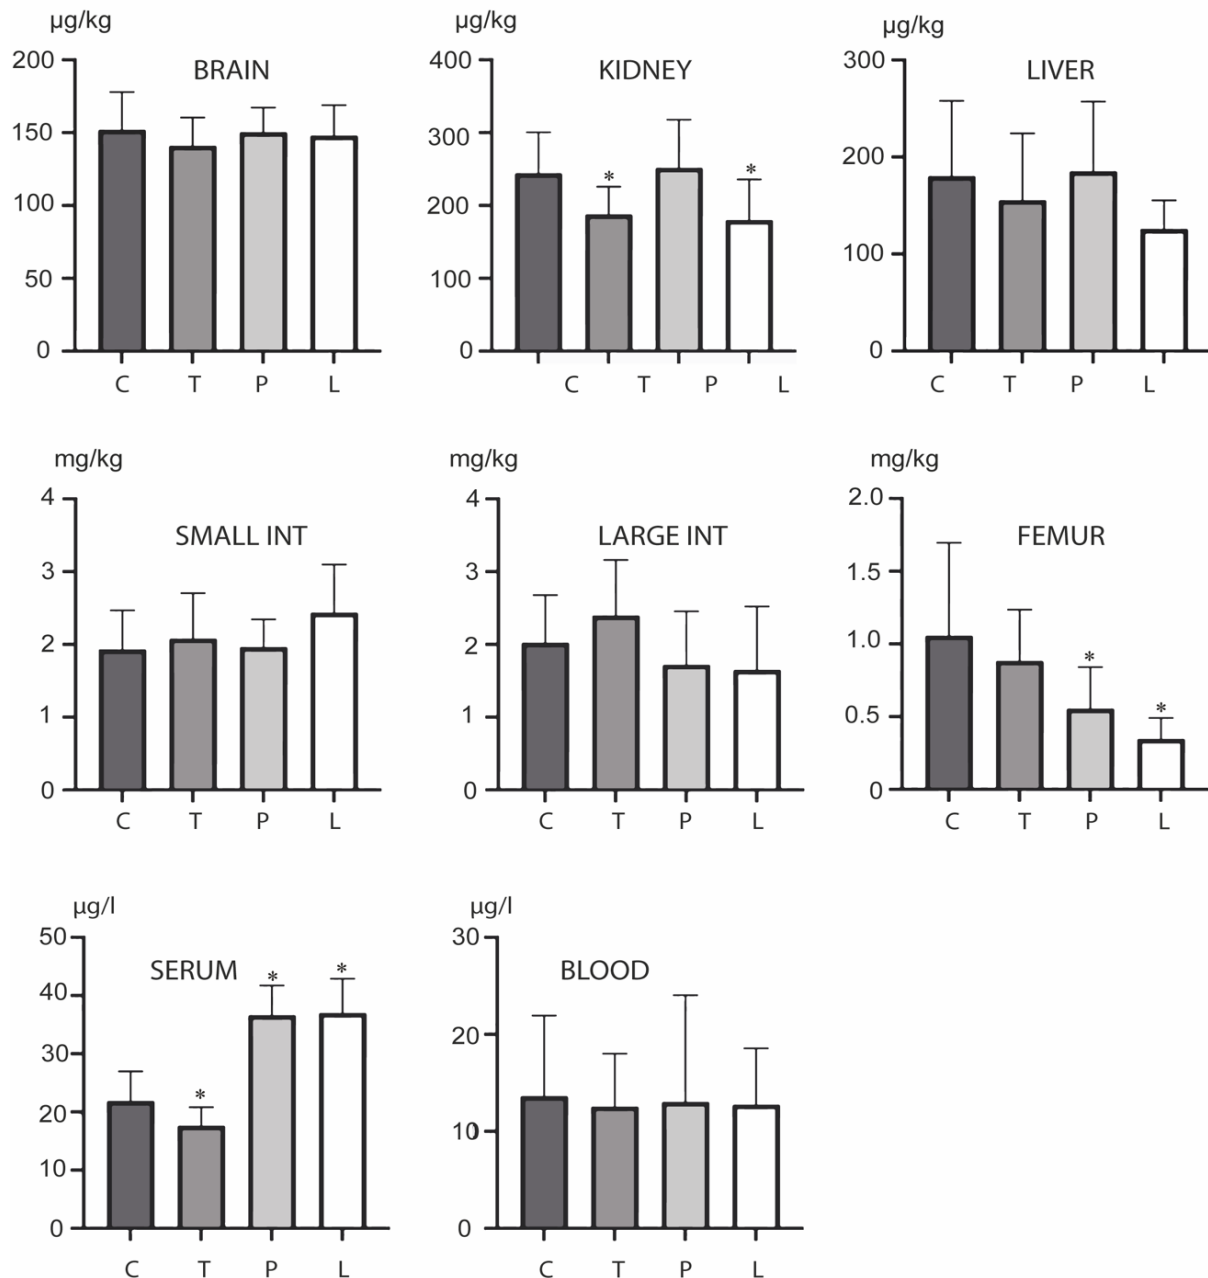 µg/kg
200
BRAIN
150
100
50
0
C T P L
µg/kg
400
KIDNEY
300
*
*
200
100
0
C T P L
µg/kg
300
LIVER
200
100
0
C T P L
mg/kg
4
SMALL INT
3
2
1
0
C T P L
mg/kg
4
LARGE INT
3
2
1
0
C T P L
mg/kg
2.0
FEMUR
1.5
1.0
*
0.5
*
0
C T P L
µg/l
50
SERUM
*
*
40
30
*
20
10
0
C T P L
µg/l
30
BLOOD
20
10
0
C T P L